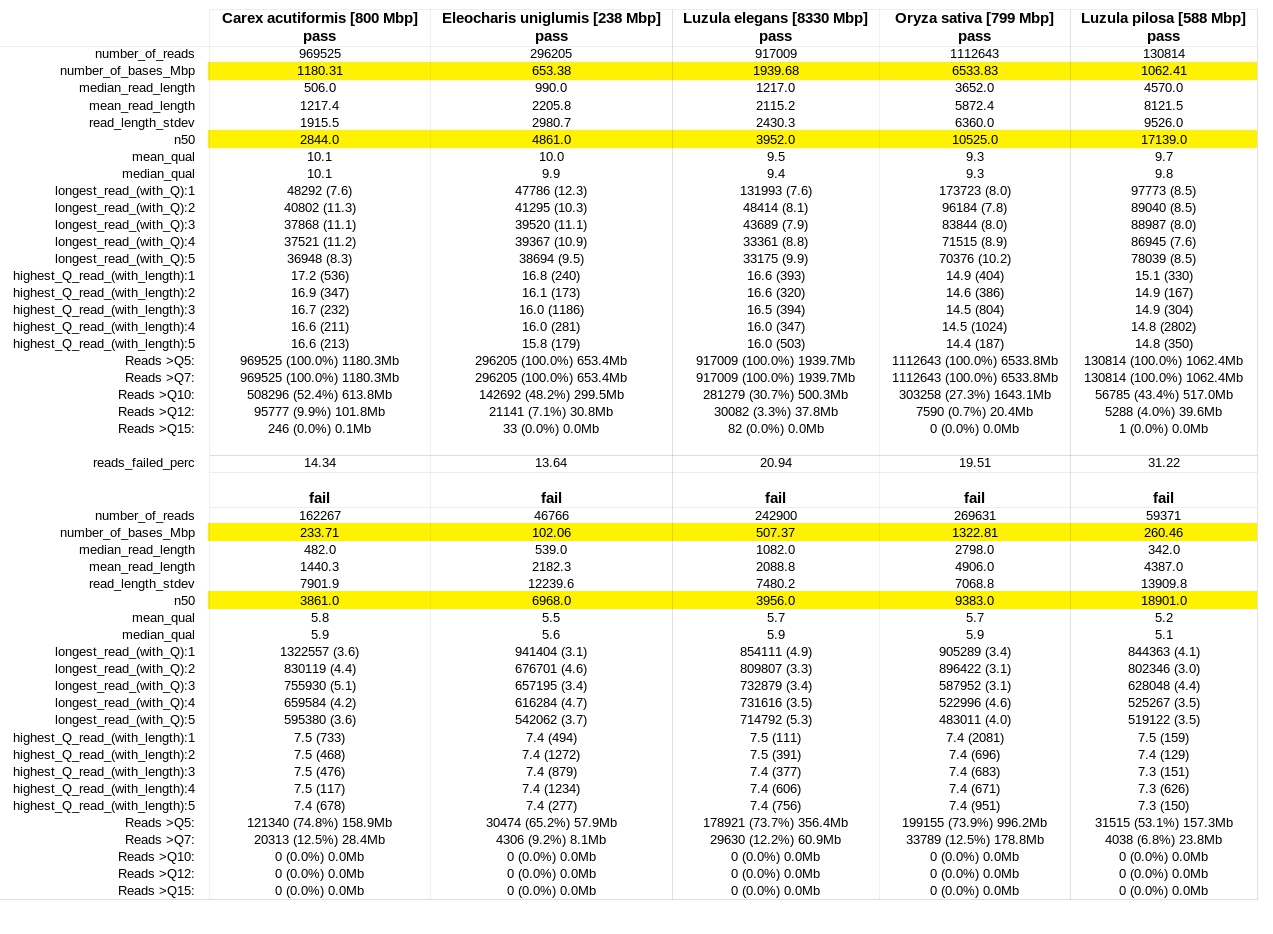 Carex acutiformis [800 Mbp] Eleocharis uniglumis [238 Mbp] Luzula elegans [8330 Mbp] Oryza sativa [799 Mbp] Luzula pilosa [588 Mbp]
pass pass pass pass pass
number_of_reads 969525 296205 917009 1112643 130814
number_of_bases_Mbp 1180.31 653.38 1939.68 6533.83 1062.41
median_read_length 506.0 990.0 1217.0 3652.0 4570.0
mean_read_length 1217.4 2205.8 2115.2 5872.4 8121.5
read_length_stdev 1915.5 2980.7 2430.3 6360.0 9526.0
n50 2844.0 4861.0 3952.0 10525.0 17139.0
mean_qual 10.1 10.0 9.5 9.3 9.7
median_qual 10.1 9.9 9.4 9.3 9.8
longest_read_(with_Q):1 48292 (7.6) 47786 (12.3) 131993 (7.6) 173723 (8.0) 97773 (8.5)
longest_read_(with_Q):2 40802 (11.3) 41295 (10.3) 48414 (8.1) 96184 (7.8) 89040 (8.5)
longest_read_(with_Q):3 37868 (11.1) 39520 (11.1) 43689 (7.9) 83844 (8.0) 88987 (8.0)
longest_read_(with_Q):4 37521 (11.2) 39367 (10.9) 33361 (8.8) 71515 (8.9) 86945 (7.6)
longest_read_(with_Q):5 36948 (8.3) 38694 (9.5) 33175 (9.9) 70376 (10.2) 78039 (8.5)
highest_Q_read_(with_length):1 17.2 (536) 16.8 (240) 16.6 (393) 14.9 (404) 15.1 (330)
highest_Q_read_(with_length):2 16.9 (347) 16.1 (173) 16.6 (320) 14.6 (386) 14.9 (167)
highest_Q_read_(with_length):3 16.7 (232) 16.0 (1186) 16.5 (394) 14.5 (804) 14.9 (304)
highest_Q_read_(with_length):4 16.6 (211) 16.0 (281) 16.0 (347) 14.5 (1024) 14.8 (2802)
highest_Q_read_(with_length):5 16.6 (213) 15.8 (179) 16.0 (503) 14.4 (187) 14.8 (350)
Reads >Q5: 969525 (100.0%) 1180.3Mb 296205 (100.0%) 653.4Mb 917009 (100.0%) 1939.7Mb 1112643 (100.0%) 6533.8Mb 130814 (100.0%) 1062.4Mb
Reads >Q7: 969525 (100.0%) 1180.3Mb 296205 (100.0%) 653.4Mb 917009 (100.0%) 1939.7Mb 1112643 (100.0%) 6533.8Mb 130814 (100.0%) 1062.4Mb
Reads >Q10: 508296 (52.4%) 613.8Mb 142692 (48.2%) 299.5Mb 281279 (30.7%) 500.3Mb 303258 (27.3%) 1643.1Mb 56785 (43.4%) 517.0Mb
Reads >Q12: 95777 (9.9%) 101.8Mb 21141 (7.1%) 30.8Mb 30082 (3.3%) 37.8Mb 7590 (0.7%) 20.4Mb 5288 (4.0%) 39.6Mb
Reads >Q15: 246 (0.0%) 0.1Mb 33 (0.0%) 0.0Mb 82 (0.0%) 0.0Mb 0 (0.0%) 0.0Mb 1 (0.0%) 0.0Mb
reads_failed_perc 14.34 13.64 20.94 19.51 31.22
fail fail fail fail fail
number_of_reads 162267 46766 242900 269631 59371
number_of_bases_Mbp 233.71 102.06 507.37 1322.81 260.46
median_read_length 482.0 539.0 1082.0 2798.0 342.0
mean_read_length 1440.3 2182.3 2088.8 4906.0 4387.0
read_length_stdev 7901.9 12239.6 7480.2 7068.8 13909.8
n50 3861.0 6968.0 3956.0 9383.0 18901.0
mean_qual 5.8 5.5 5.7 5.7 5.2
median_qual 5.9 5.6 5.9 5.9 5.1
longest_read_(with_Q):1 1322557 (3.6) 941404 (3.1) 854111 (4.9) 905289 (3.4) 844363 (4.1)
longest_read_(with_Q):2 830119 (4.4) 676701 (4.6) 809807 (3.3) 896422 (3.1) 802346 (3.0)
longest_read_(with_Q):3 755930 (5.1) 657195 (3.4) 732879 (3.4) 587952 (3.1) 628048 (4.4)
longest_read_(with_Q):4 659584 (4.2) 616284 (4.7) 731616 (3.5) 522996 (4.6) 525267 (3.5)
longest_read_(with_Q):5 595380 (3.6) 542062 (3.7) 714792 (5.3) 483011 (4.0) 519122 (3.5)
highest_Q_read_(with_length):1 7.5 (733) 7.4 (494) 7.5 (111) 7.4 (2081) 7.5 (159)
highest_Q_read_(with_length):2 7.5 (468) 7.4 (1272) 7.5 (391) 7.4 (696) 7.4 (129)
highest_Q_read_(with_length):3 7.5 (476) 7.4 (879) 7.4 (377) 7.4 (683) 7.3 (151)
highest_Q_read_(with_length):4 7.5 (117) 7.4 (1234) 7.4 (606) 7.4 (671) 7.3 (626)
highest_Q_read_(with_length):5 7.4 (678) 7.4 (277) 7.4 (756) 7.4 (951) 7.3 (150)
Reads >Q5: 121340 (74.8%) 158.9Mb 30474 (65.2%) 57.9Mb 178921 (73.7%) 356.4Mb 199155 (73.9%) 996.2Mb 31515 (53.1%) 157.3Mb
Reads >Q7: 20313 (12.5%) 28.4Mb 4306 (9.2%) 8.1Mb 29630 (12.2%) 60.9Mb 33789 (12.5%) 178.8Mb 4038 (6.8%) 23.8Mb
Reads >Q10: 0 (0.0%) 0.0Mb 0 (0.0%) 0.0Mb 0 (0.0%) 0.0Mb 0 (0.0%) 0.0Mb 0 (0.0%) 0.0Mb
Reads >Q12: 0 (0.0%) 0.0Mb 0 (0.0%) 0.0Mb 0 (0.0%) 0.0Mb 0 (0.0%) 0.0Mb 0 (0.0%) 0.0Mb
Reads >Q15: 0 (0.0%) 0.0Mb 0 (0.0%) 0.0Mb 0 (0.0%) 0.0Mb 0 (0.0%) 0.0Mb 0 (0.0%) 0.0Mb